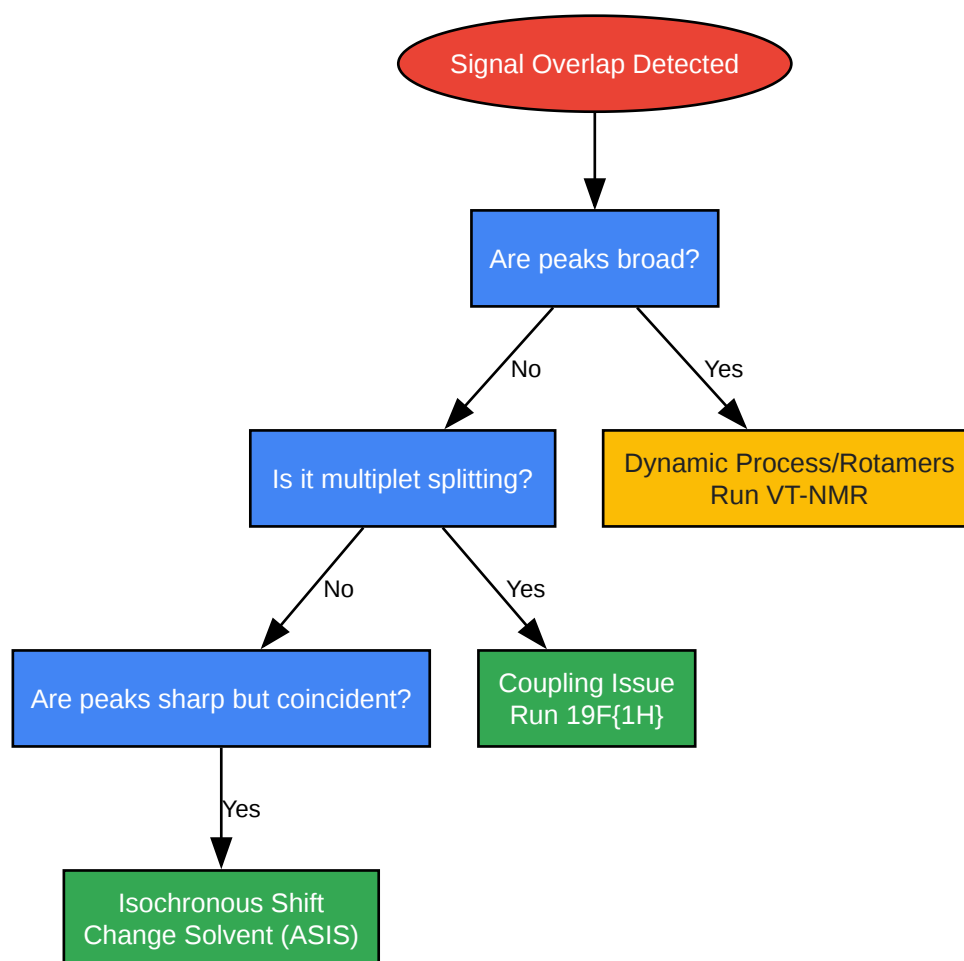 Signal Overlap Detected
Are peaks broad?
No
Yes
Is it multiplet splitting?
Dynamic Process/Rotamers
Run VT-NMR
No
Yes
Are peaks sharp but coincident?
Coupling Issue
Run 19F{1H}
Yes
Isochronous Shift
Change Solvent (ASIS)